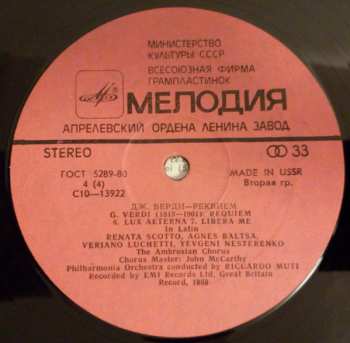 МИНИСТЕРСТВО
КУЛЬТУРЫ СССР
ВСЕСОЮЗНАЯ ФИРМА
ГРАМПЛАСТИНОК
МЕЛОДИЯ
АПРЕЛЕВСКИЙ ОРДЕНА ЛЕНИНА ЗАВОД
STEREO 33
ГОСТ 5289-80 MADE IN USSR
4 (4) Вторая гр.
С10—13922
ДЖ. ВЕРДИ—РЕКВИЕМ
G. VERDI (1813—1901): REQUIEM
6. LUX AETERNA 7. LIBERA ME
In Latin
RENATA SCOTTO, AGNES BALTSA,
VERIANO LUCHETTI, YEVGENI NESTERENKO
The Ambrosian Chorus
Chorus Master: John McCarthy
Philharmonia Orchestra conducted by RICCARDO MUTI
Recorded by EMI Records Ltd, Great Britain
Record, 1980